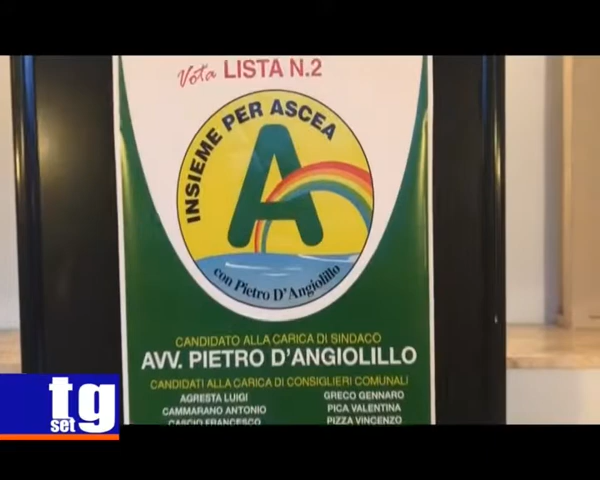 Vota LISTA N.2
INSIEME PER ASCEA
A
con Pietro D'Angiolillo
CANDIDATO ALLA CARICA DI SINDACO
AVV. PIETRO D'ANGIOLILLO
CANDIDATI ALLA CARICA DI CONSIGLIERI COMUNALI
AGRESTA LUIGI
CAMMARANO ANTONIO
CASCIO FRANCESCO
GRECO GENNARO
PICA VALENTINA
PIZZA VINCENZO
tg
set